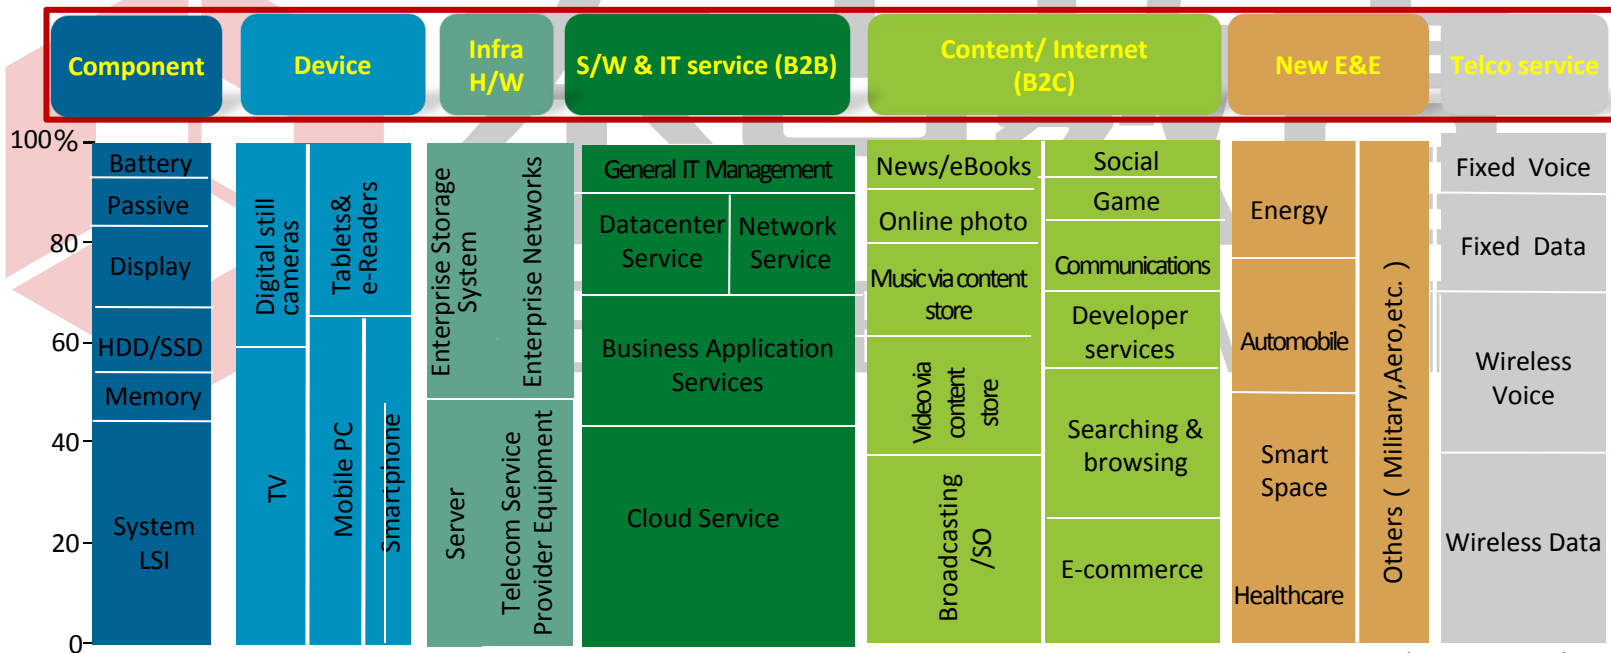 Component
Device
Infra
H/W
S/W & IT service (B2B)
Content/ Internet
(B2C)
New E&E
Telco service
100%
80
60
40
20
0
Battery
Passive
Display
HDD/SSD
Memory
System
LSI
Digital still
cameras
TV
Tablets&
e-Readers
Mobile PC
Smartphone
Enterprise Storage
System
Enterprise Networks
Server
Telecom Service
Provider Equipment
General IT Management
Datacenter
Service
Network
Service
Business Application
Services
Cloud Service
News/eBooks
Online photo
Music via content
store
Video via
content
store
Broadcasting
/SO
Social
Game
Communications
Developer
services
Searching &
browsing
E-commerce
Energy
Automobile
Smart
Space
Healthcare
Others ( Military,Aero,etc. )
Fixed Voice
Fixed Data
Wireless
Voice
Wireless Data